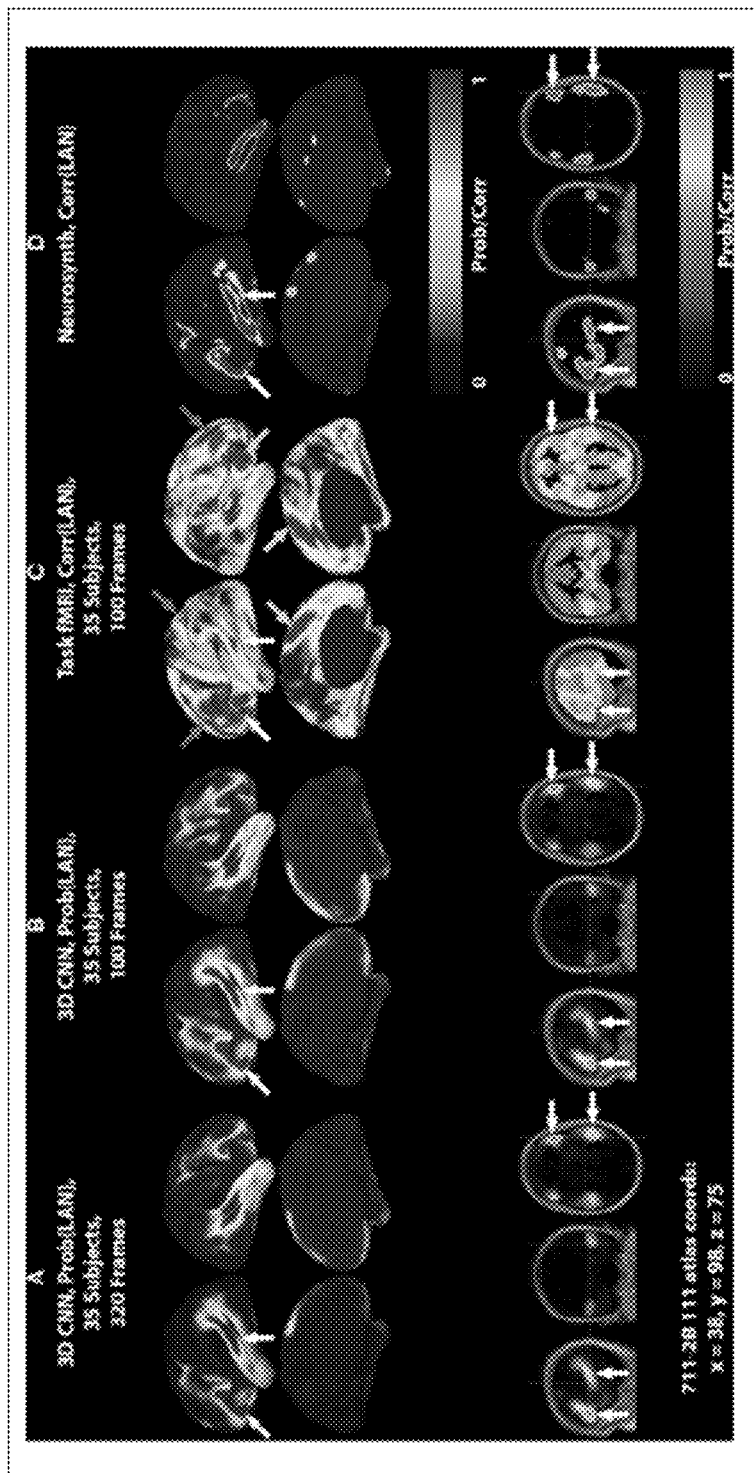 A
3D CNN, Prob(LAN),
35 Subjects,
320 Frames
B
3D CNN, Prob(LAN),
35 Subjects,
100 Frames
C
Task fMRI, Corr(LAN)
35 Subjects,
100 Frames
D
Neurosynth, Corr(LAN)
0
Prob/Corr
1
711-2B 111 atlas coords:
x = 38, y = 98, z = 75
0
Prob/Corr
1